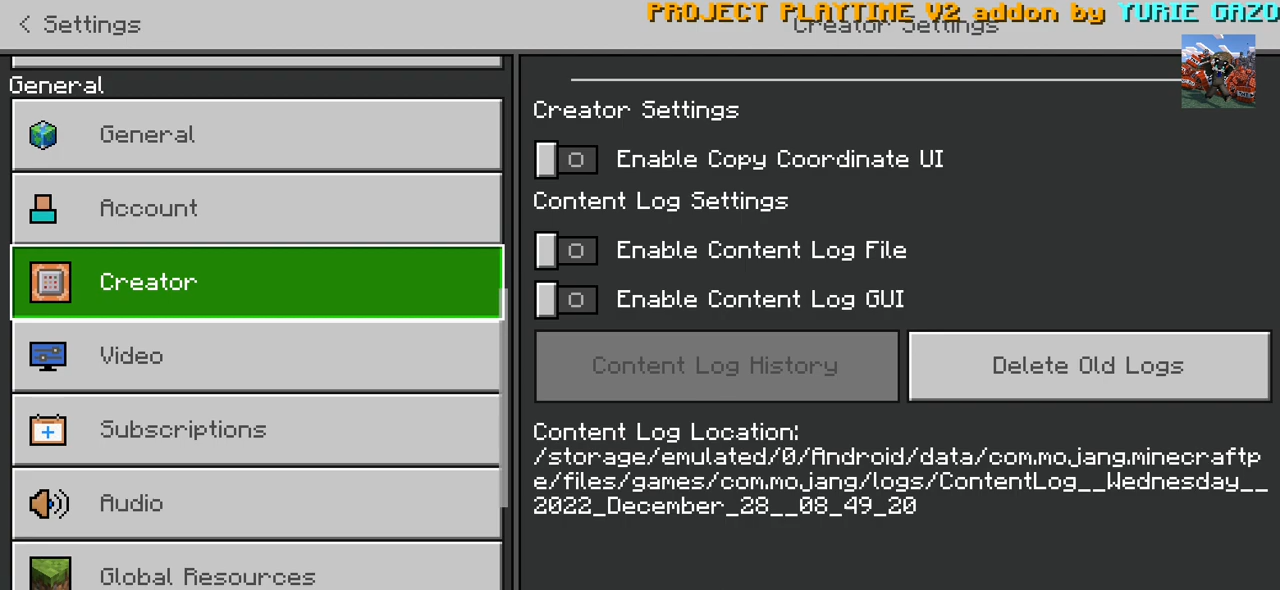 PROJECT PLAYTIME V2 addon by YURIE GAZO
Settings
Creator Settings
General
General
Account
Creator
Video
Subscriptions
Audio
Global Resources
Creator Settings
Enable Copy Coordinate UI
Content Log Settings
Enable Content Log File
Enable Content Log GUI
Content Log History
Delete Old Logs
Content Log Location:
/storage/emulated/0/Android/data/com.mojang.minecraftp
e/files/games/com.mojang/logs/ContentLog__Wednesday__
2022_December_28__08_49_20